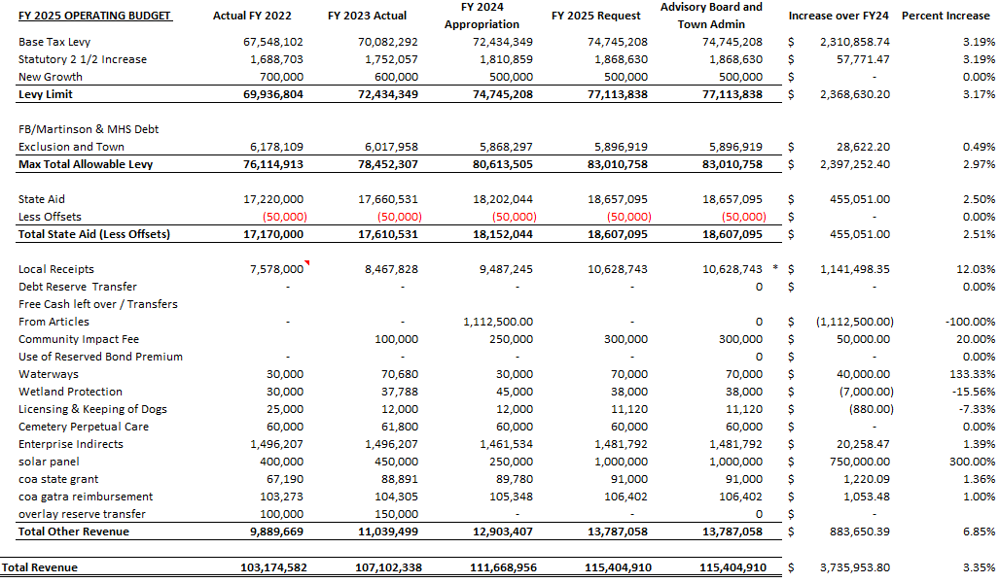 FY 2025 OPERATING BUDGET Actual FY 2022 FY 2023 Actual FY 2024 Appropriation FY 2025 Request Advisory Board and Town Admin Increase over FY24 Percent Increase
Base Tax Levy 67,548,102 70,082,292 72,434,349 74,745,208 74,745,208 $ 2,310,858.74 3.19%
Statutory 2 1/2 Increase 1,688,703 1,752,057 1,810,859 1,868,630 1,868,630 $ 57,771.47 3.19%
New Growth 700,000 600,000 500,000 500,000 500,000 $ - 0.00%
Levy Limit 69,936,804 72,434,349 74,745,208 77,113,838 77,113,838 $ 2,368,630.20 3.17%
FB/Martinson & MHS Debt
Exclusion and Town 6,178,109 6,017,958 5,868,297 5,896,919 5,896,919 $ 28,622.20 0.49%
Max Total Allowable Levy 76,114,913 78,452,307 80,613,505 83,010,758 83,010,758 $ 2,397,252.40 2.97%
State Aid 17,220,000 17,660,531 18,202,044 18,657,095 18,657,095 $ 455,051.00 2.50%
Less Offsets (50,000) (50,000) (50,000) (50,000) (50,000) $ - 0.00%
Total State Aid (Less Offsets) 17,170,000 17,610,531 18,152,044 18,607,095 18,607,095 $ 455,051.00 2.51%
Local Receipts 7,578,000 8,467,828 9,487,245 10,628,743 10,628,743 * $ 1,141,498.35 12.03%
Debt Reserve Transfer - - - - 0 $ - 0.00%
Free Cash left over / Transfers
From Articles - - 1,112,500.00 - 0 $ (1,112,500.00) -100.00%
Community Impact Fee 100,000 250,000 300,000 300,000 $ 50,000.00 20.00%
Use of Reserved Bond Premium - - - - 0 $ - 0.00%
Waterways 30,000 70,680 30,000 70,000 70,000 $ 40,000.00 133.33%
Wetland Protection 30,000 37,788 45,000 38,000 38,000 $ (7,000.00) -15.56%
Licensing & Keeping of Dogs 25,000 12,000 12,000 11,120 11,120 $ (880.00) -7.33%
Cemetery Perpetual Care 60,000 61,800 60,000 60,000 60,000 $ - 0.00%
Enterprise Indirects 1,496,207 1,496,207 1,461,534 1,481,792 1,481,792 $ 20,258.47 1.39%
solar panel 400,000 450,000 250,000 1,000,000 1,000,000 $ 750,000.00 300.00%
coa state grant 67,190 88,891 89,780 91,000 91,000 $ 1,220.09 1.36%
coa gatra reimbursement 103,273 104,305 105,348 106,402 106,402 $ 1,053.48 1.00%
overlay reserve transfer 100,000 150,000 - - 0 $ -
Total Other Revenue 9,889,669 11,039,499 12,903,407 13,787,058 13,787,058 $ 883,650.39 6.85%
Total Revenue 103,174,582 107,102,338 111,668,956 115,404,910 115,404,910 $ 3,735,953.80 3.35%